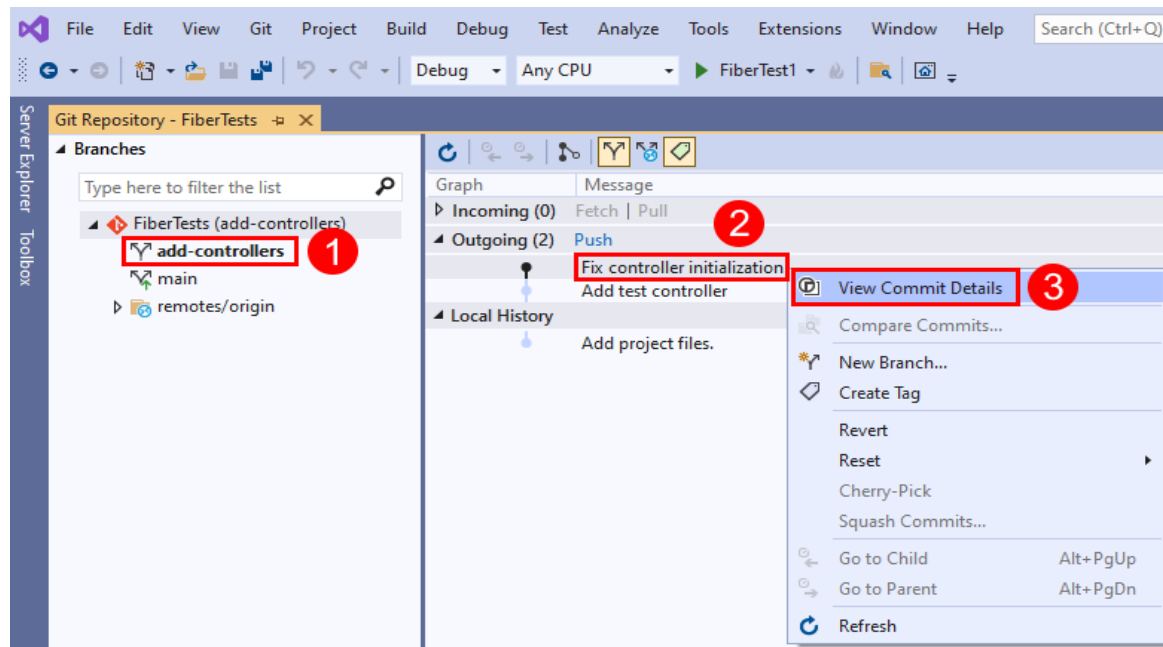 File Edit View Git Project Build Debug Test Analyze Tools Extensions Window Help Search (Ctrl+Q)
Debug Any CPU FiberTest1
Server Explorer
Toolbox
Git Repository - FiberTests
Branches
Type here to filter the list
FiberTests (add-controllers)
add-controllers
1
main
remotes/origin
Graph Message
Incoming (0) Fetch | Pull
2
Outgoing (2) Push
Fix controller initialization
Add test controller
Local History
Add project files.
View Commit Details
3
Compare Commits...
New Branch...
Create Tag
Revert
Reset
Cherry-Pick
Squash Commits...
Go to Child Alt+PgUp
Go to Parent Alt+PgDn
Refresh